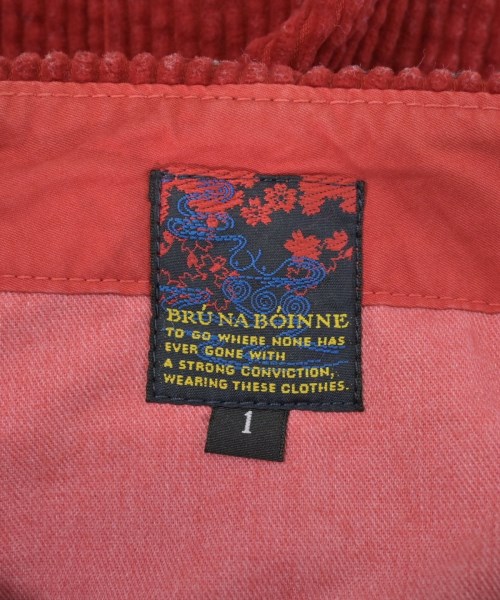 BRÚ NA BÓINNE
TO GO WHERE NONE HAS
EVER GONE WITH
A STRONG CONVICTION,
WEARING THESE CLOTHES.
1